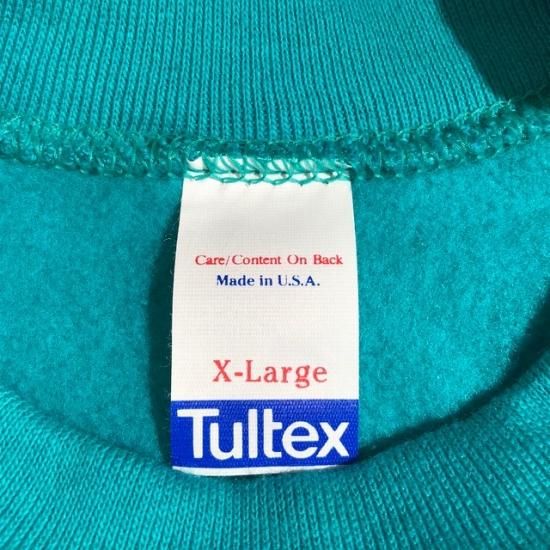 Care/Content On Back
Made in U.S.A.
X-Large
Tultex